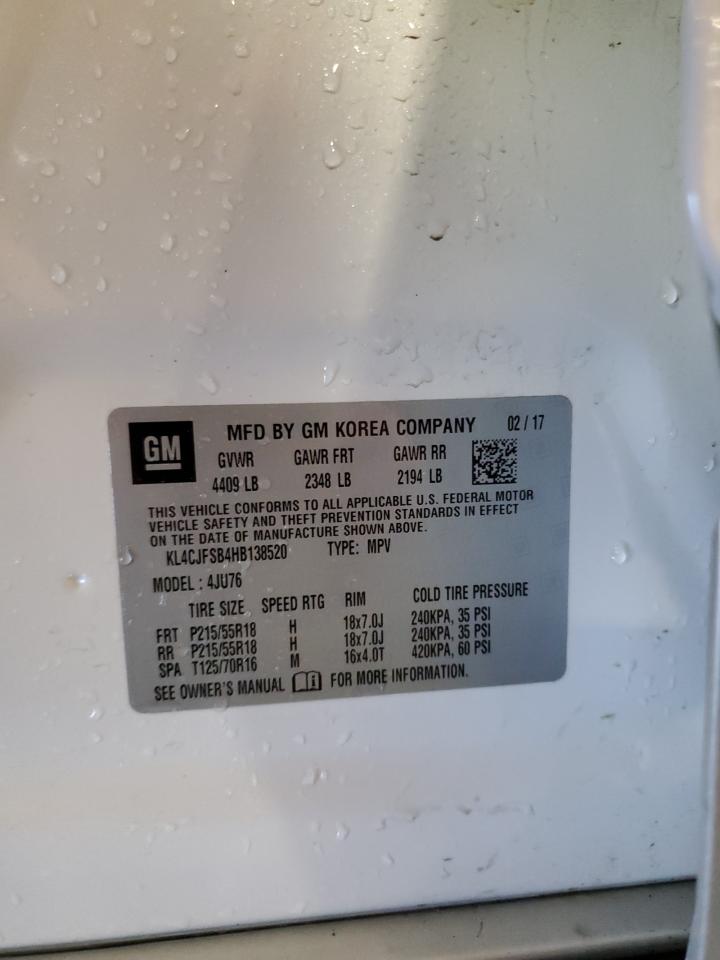 GM
MFD BY GM KOREA COMPANY 02 / 17
GVWR GAWR FRT GAWR RR
4409 LB 2348 LB 2194 LB
THIS VEHICLE CONFORMS TO ALL APPLICABLE U.S. FEDERAL MOTOR
VEHICLE SAFETY AND THEFT PREVENTION STANDARDS IN EFFECT
ON THE DATE OF MANUFACTURE SHOWN ABOVE.
KL4CJFSB4HB138520 TYPE: MPV
MODEL : 4JU76
TIRE SIZE SPEED RTG RIM COLD TIRE PRESSURE
FRT P215/55R18 H 18x7.0J 240KPA, 35 PSI
RR P215/55R18 H 18x7.0J 240KPA, 35 PSI
SPA T125/70R16 M 16x4.0T 420KPA, 60 PSI
SEE OWNER'S MANUAL FOR MORE INFORMATION.